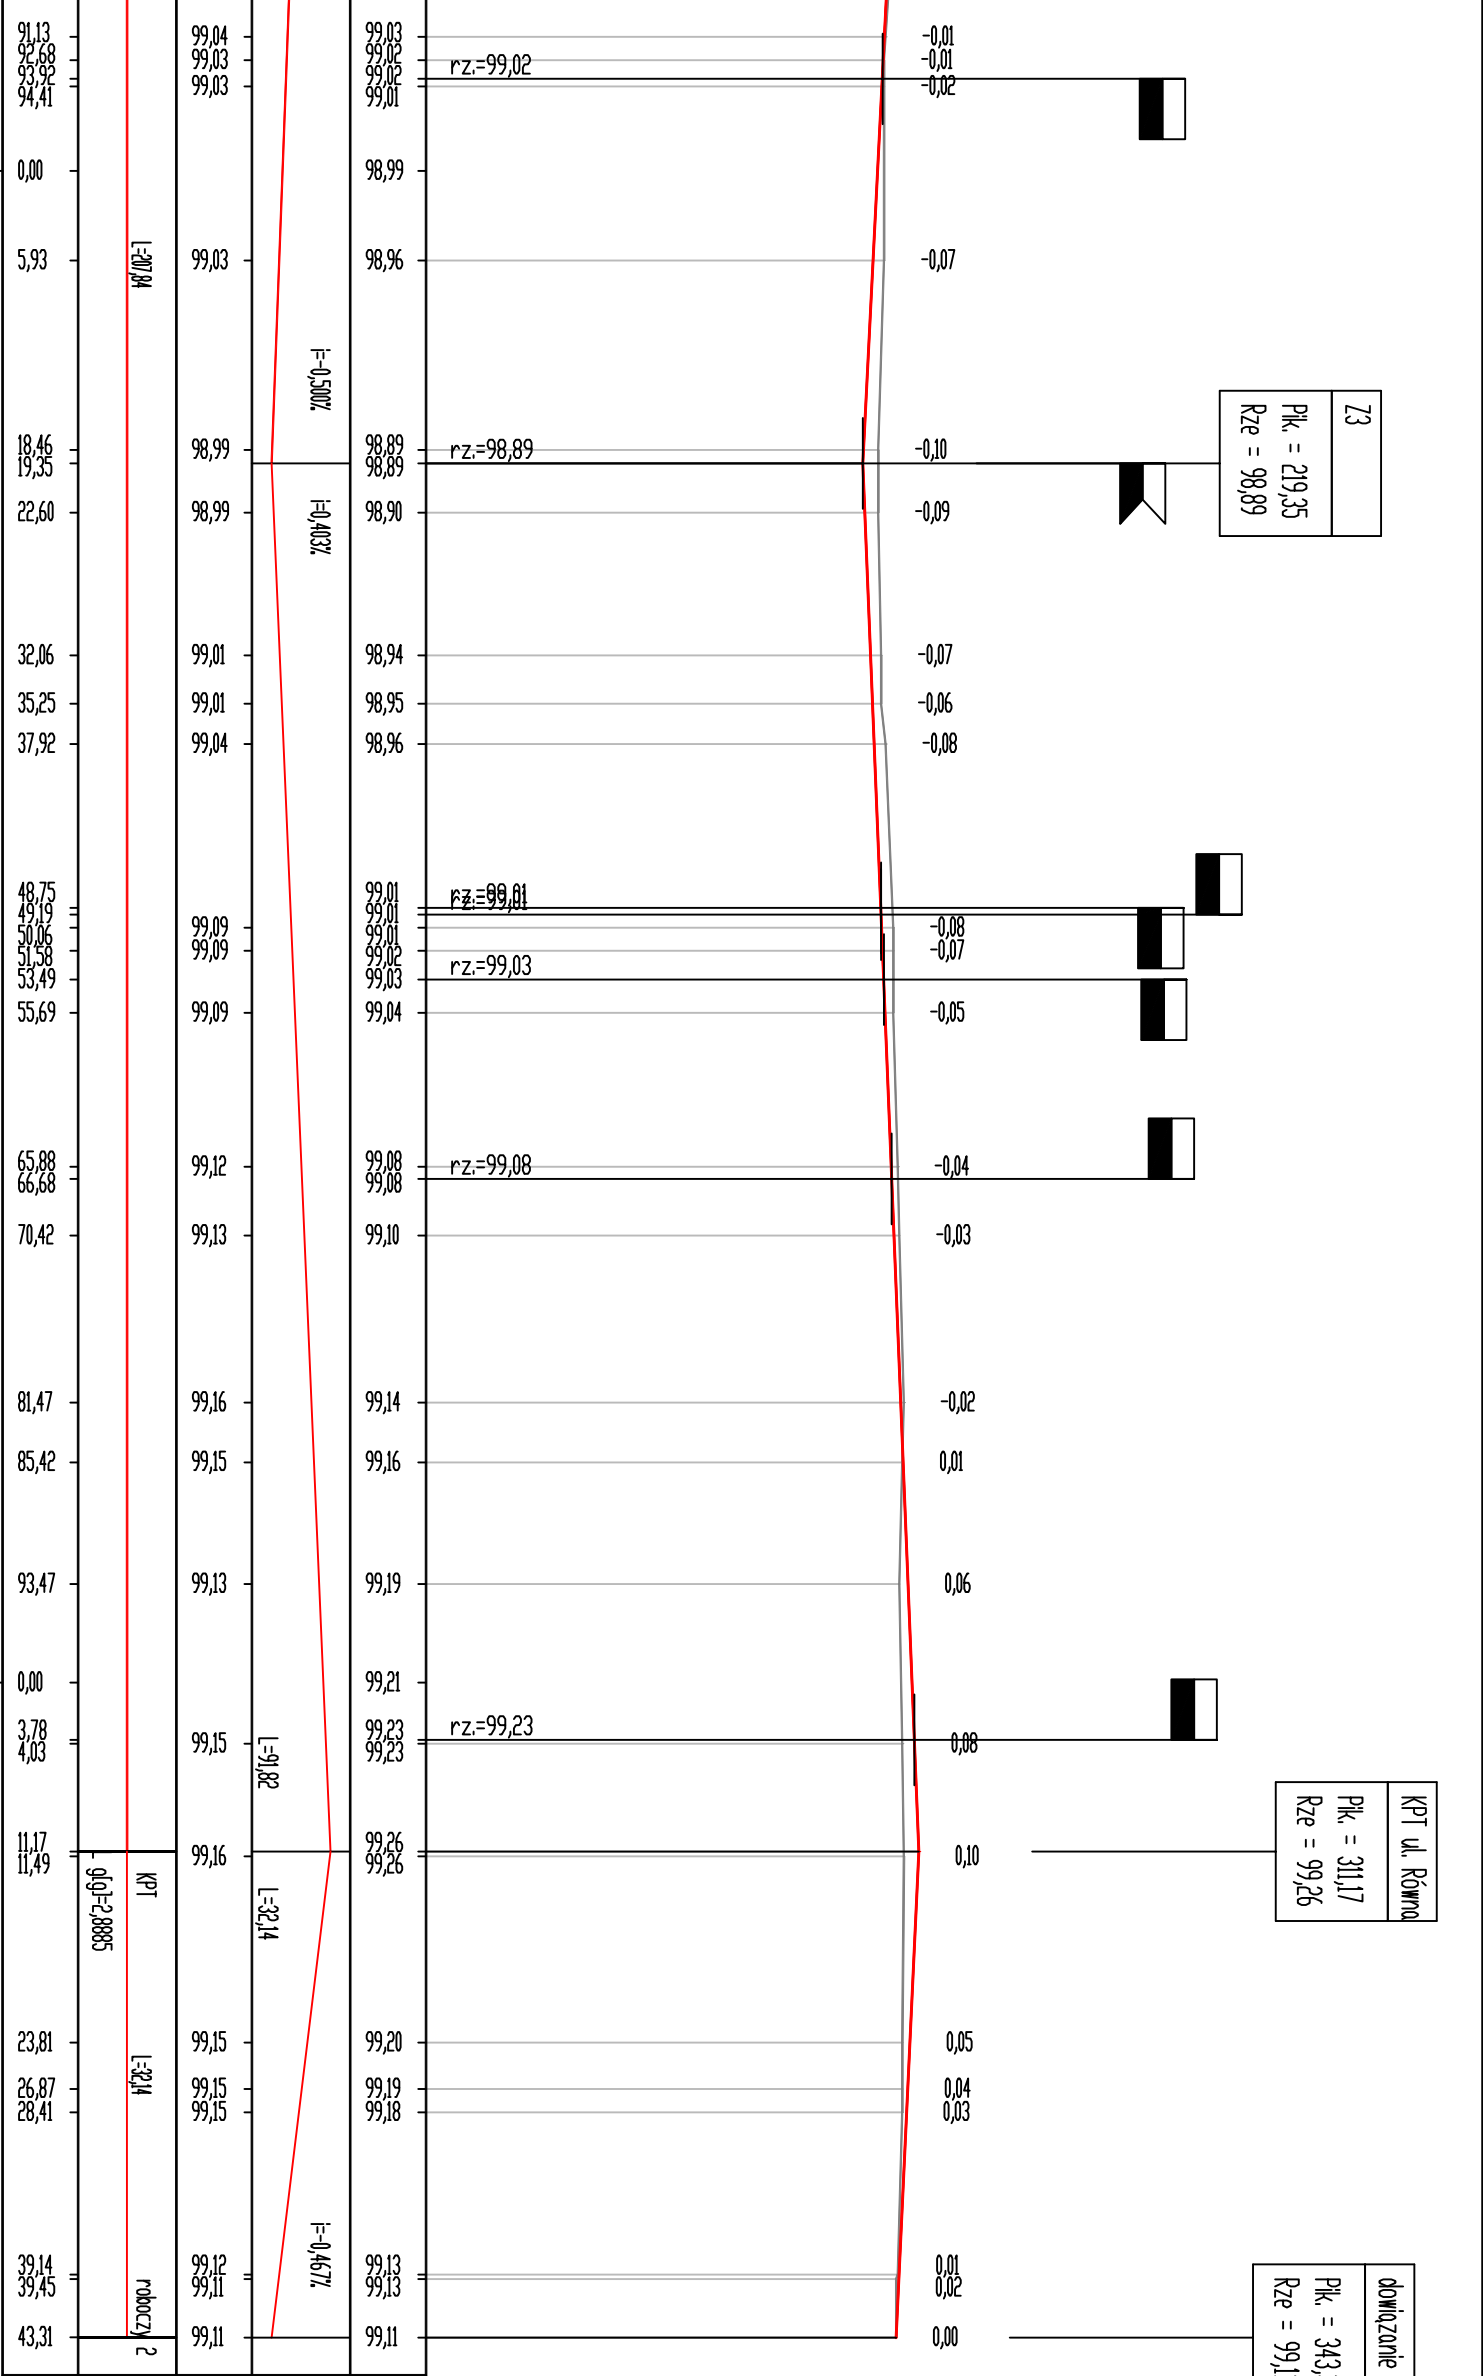 91,13 99,04 99,03 -0,01
92,68 99,03 99,02 -0,01
93,92 99,02 rz.=99,02
94,41 99,03 99,01 -0,02
0,00 98,99
5,93 99,03 98,96 -0,07
L=207,84
i=-0,500%
18,46 98,99 98,89 -0,10
19,35 98,89 rz.=98,89
Z3
Pik. = 219,35
Rze = 98,89
22,60 98,99 98,90 -0,09
i=0,403%
32,06 99,01 98,94 -0,07
35,25 99,01 98,95 -0,06
37,92 99,04 98,96 -0,08
48,75 99,01 rz.=99,01
49,19 99,01 rz.=99,01
50,06 99,09 99,01 -0,08
51,58 99,09 99,02 -0,07
53,49 99,03 rz.=99,03
55,69 99,09 99,04 -0,05
65,88 99,12 99,08 -0,04
66,68 99,08 rz.=99,08
70,42 99,13 99,10 -0,03
81,47 99,16 99,14 -0,02
85,42 99,15 99,16 0,01
93,47 99,13 99,19 0,06
0,00 99,21
3,78 99,23 rz.=99,23
4,03 99,15 99,23 0,08
L=91,82
KPT ul. Równa
Pik. = 311,17
Rze = 99,26
11,17 99,26
11,49 99,16 99,26 0,10
KPT
g[g]=2,8885
L=32,14
23,81 99,15 99,20 0,05
26,87 99,15 99,19 0,04
28,41 99,15 99,18 0,03
L=32,14
i=-0,467%
39,14 99,12 99,13 0,01
39,45 99,11 99,13 0,02
43,31 99,11 99,11 0,00
roboczy 2
dowiązanie
Pik. = 343,
Rze = 99,1